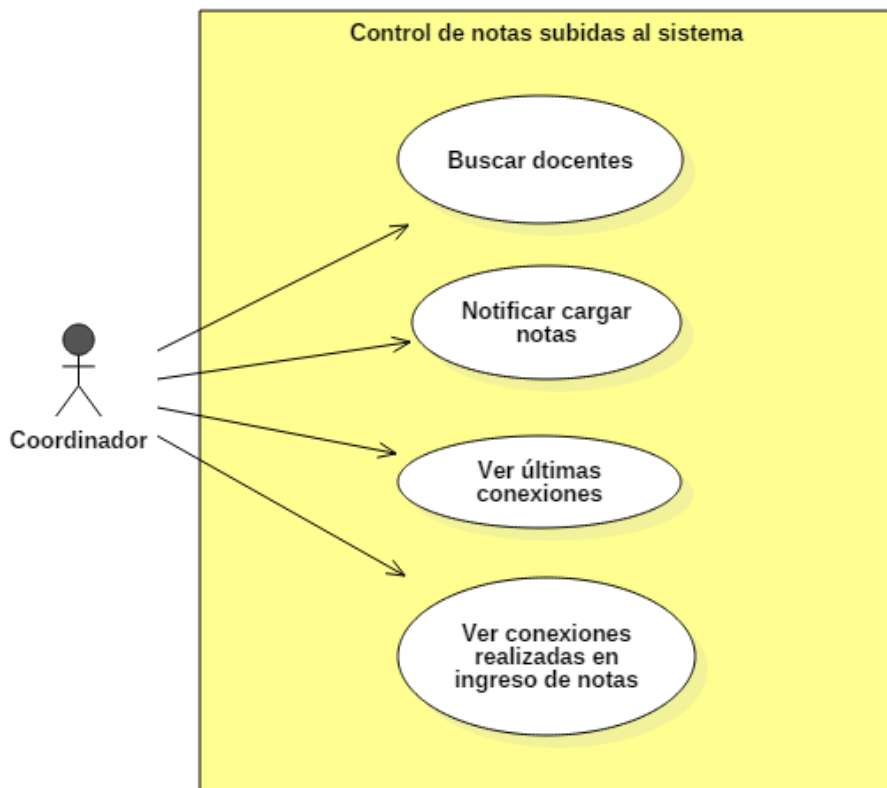 Control de notas subidas al sistema
Buscar docentes
Notificar cargar
notas
Coordinador
Ver últimas
conexiones
Ver conexiones
realizadas en
ingreso de notas